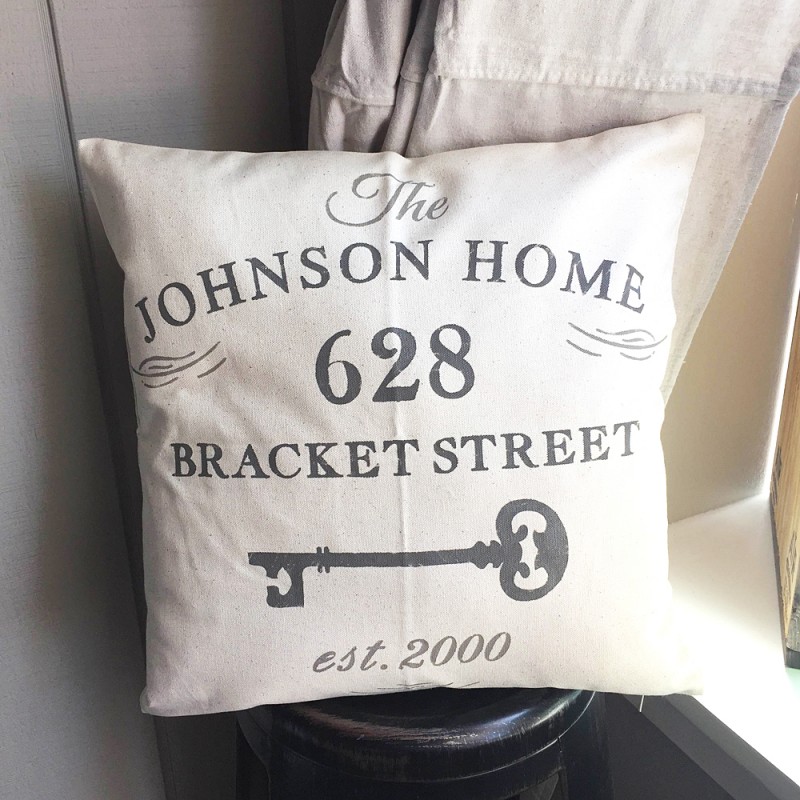 The
JOHNSON HOME
628
BRACKET STREET
est. 2000